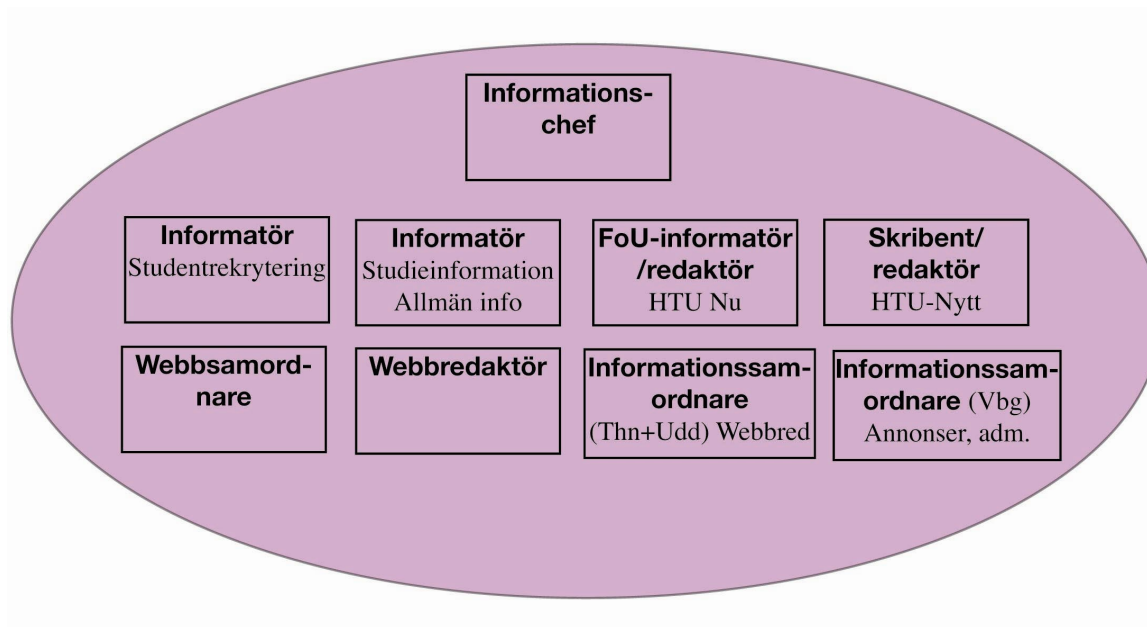 Informations-
chef
Informatör
Studentrekrytering
Informatör
Studieinformation
Allmän info
FoU-informatör
/redaktör
HTU Nu
Skribent/
redaktör
HTU-Nytt
Webbsamord-
nare
Webbredaktör
Informationssam-
ordnare
(Thn+Udd) Webbred
Informationssam-
ordnare (Vbg)
Annonser, adm.